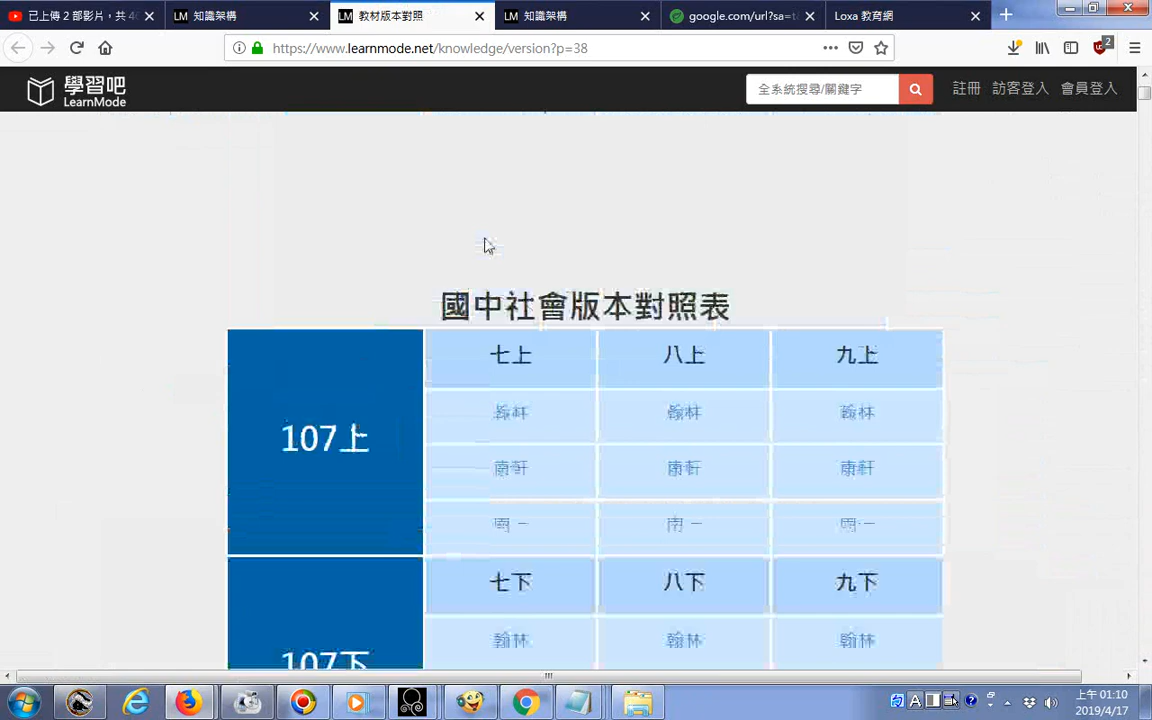 已上傳 2 部影片，共 4
知識架構
教材版本對照
知識架構
google.com/url?sa=t
Loxa 教育網
https://www.learnmode.net/knowledge/version?p=38
2
學習吧
LearnMode
全系統搜尋/關鍵字
註冊 訪客登入 會員登入
國中社會版本對照表
107上
七上 八上 九上
翰林 翰林 翰林
康軒 康軒 康軒
南一 南一 南一
107下
七下 八下 九下
翰林 翰林 翰林
上午 01:10
2019/4/17